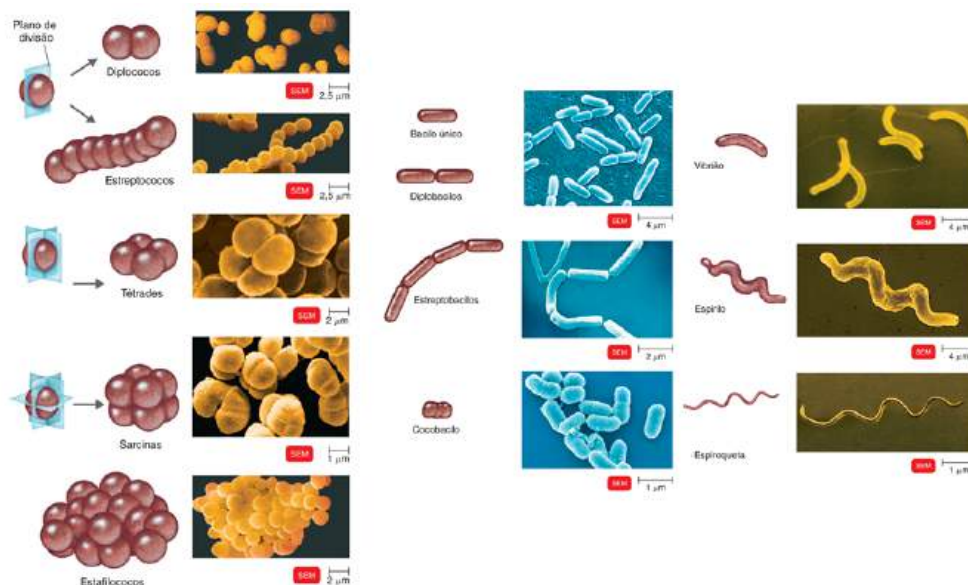 Plano de
divisão
Diplococos
SEM
2,5 μm
Estreptococos
SEM
2,5 μm
Tétrades
SEM
2 μm
Sarcinas
SEM
1 μm
Estafilococos
SEM
2 μm
Bacilo único
Diplobacilos
SEM
4 μm
Estreptobacilos
SEM
2 μm
Cocobacilo
SEM
1 μm
Vibrião
SEM
4 μm
Espirilo
SEM
4 μm
Espiroqueta
SEM
1 μm